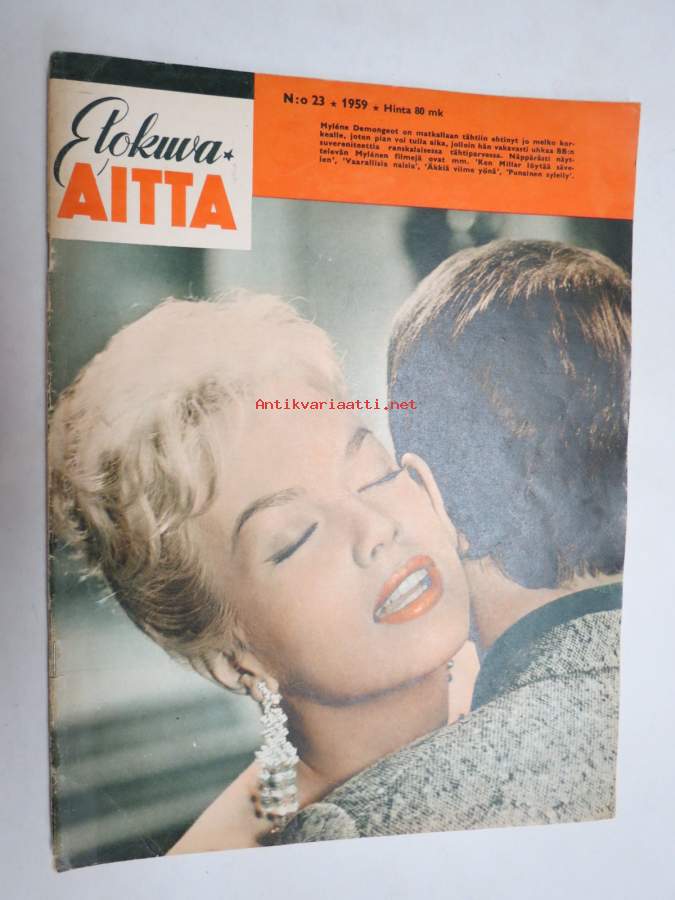 Elokuva
AITTA
N:o 23 ★ 1959 ★ Hinta 80 mk
Myléne Demongeot on matkallaan tähtiin ehtinyt jo melko kor-
kealle, joten pian voi tulla aika, jolloin hän vakavasti uhkaa BB:n
suvereniteettia ranskalaisessa tähtiparvessa. Näppärästi näyt-
televän Mylénen filmejä ovat mm. 'Ken Millar löytää säve-
len', 'Vaarallisia naisia', 'Äkkiä viime yönä', 'Punainen syleily'.
Antikvariaatti.net